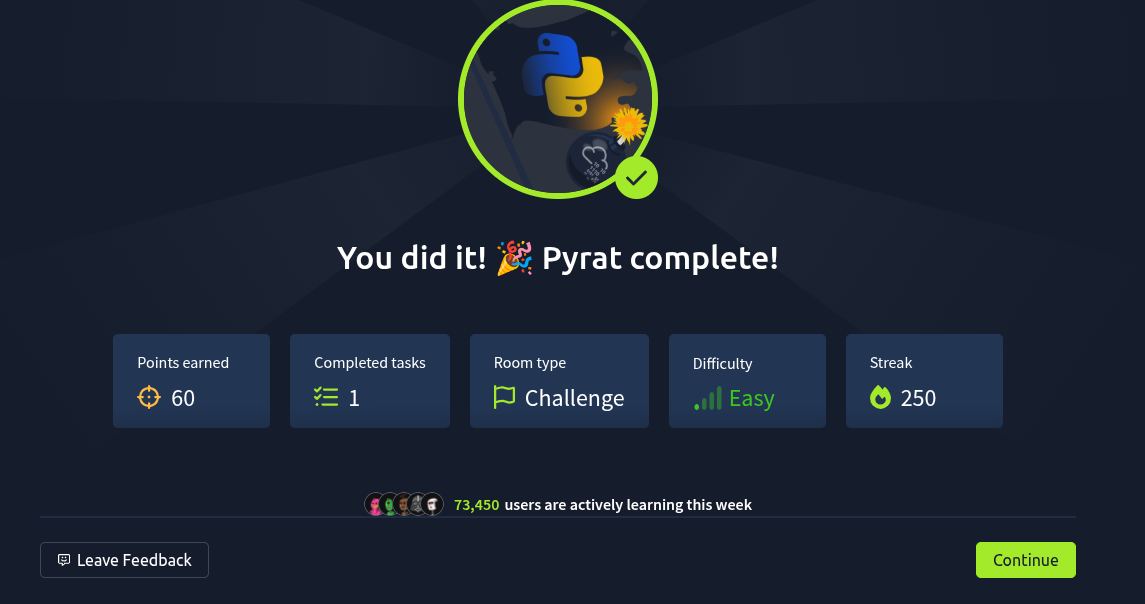 You did it! 🎉 Pyrat complete!
Points earned
60
Completed tasks
1
Room type
Challenge
Difficulty
Easy
Streak
250
73,450 users are actively learning this week
Leave Feedback
Continue